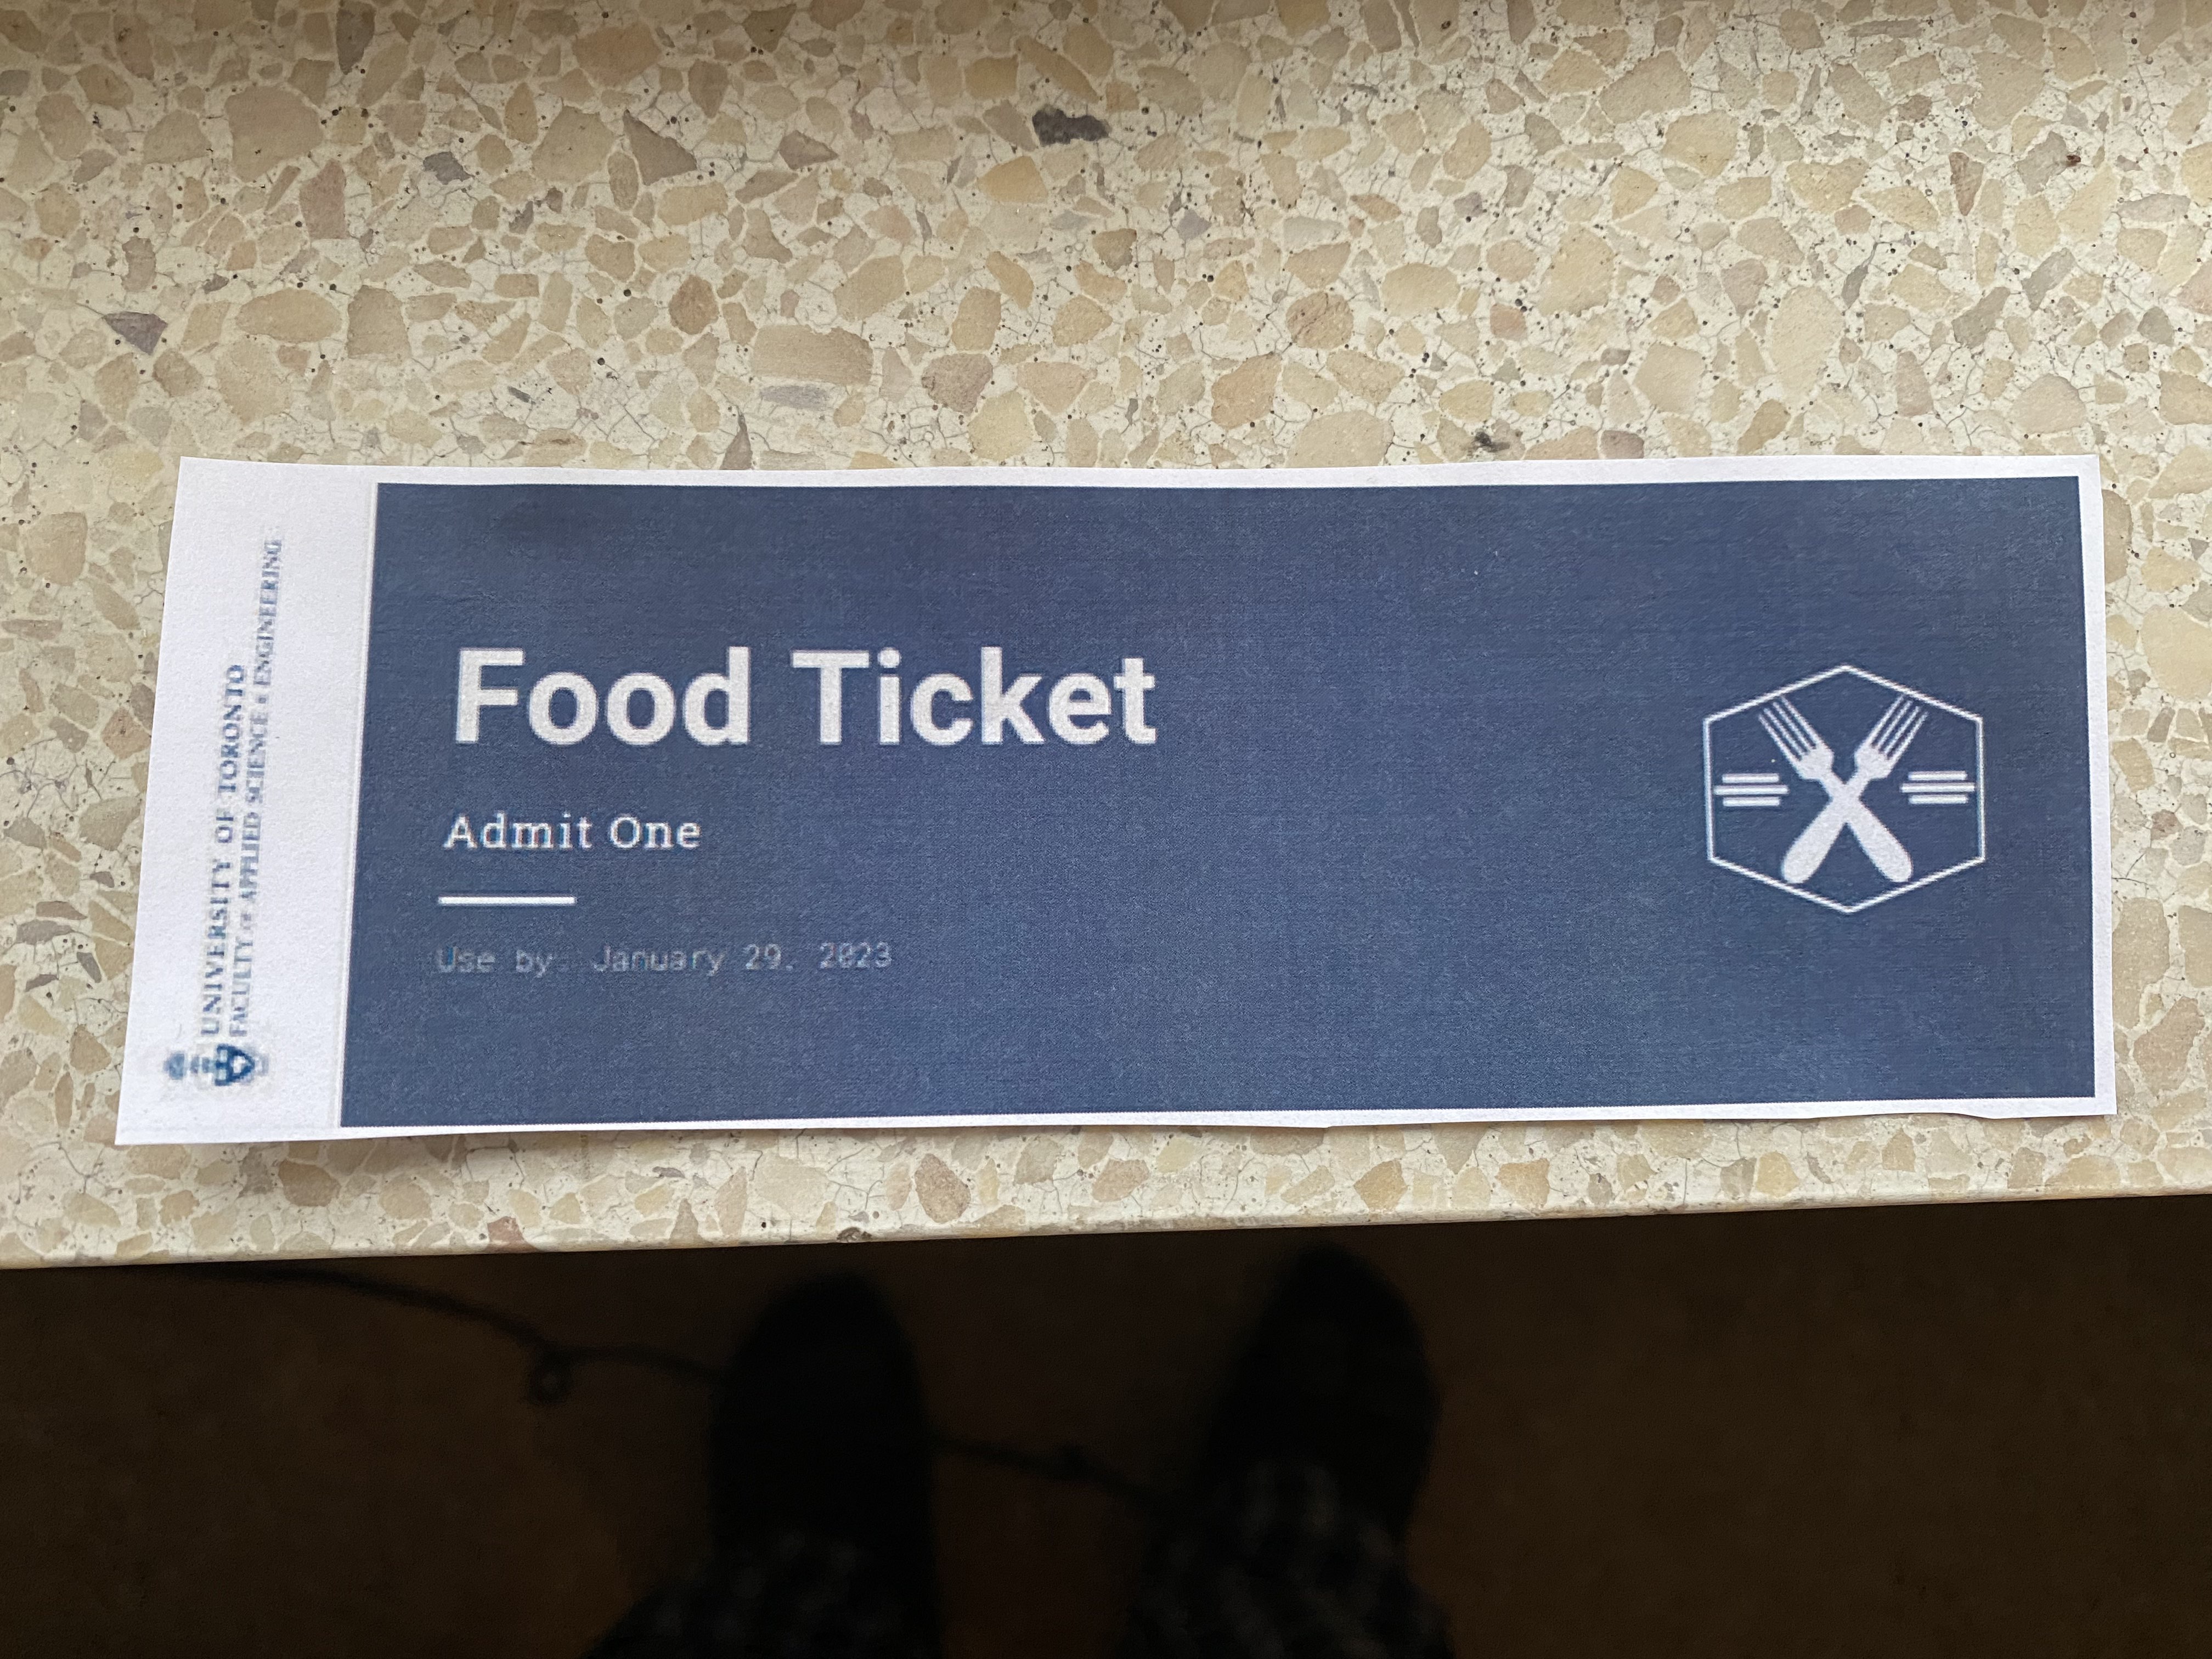 UNIVERSITY OF TORONTO
FACULTY OF APPLIED SCIENCE & ENGINEERING
Food Ticket
Admit One
Use by: January 29, 2023